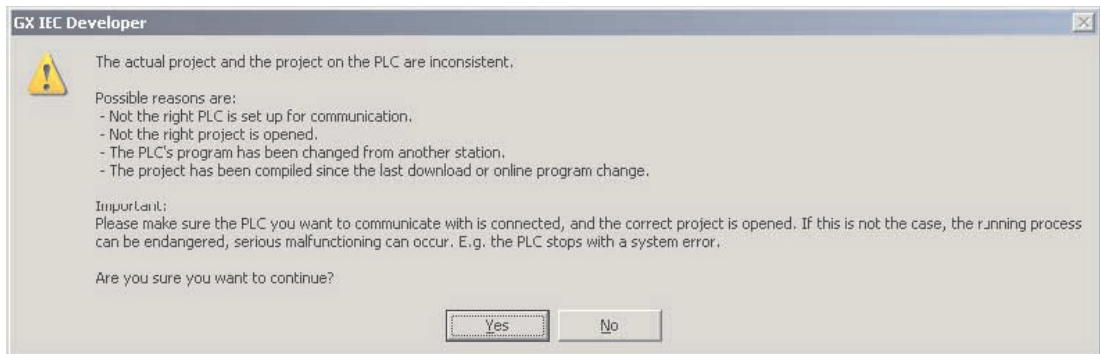 GX IEC Developer
The actual project and the project on the PLC are inconsistent.
Possible reasons are:
- Not the right PLC is set up for communication.
- Not the right project is opened.
- The PLC's program has been changed from another station.
- The project has been compiled since the last download or online program change.
Important:
Please make sure the PLC you want to communicate with is connected, and the correct project is opened. If this is not the case, the running process
can be endangered, serious malfunctioning can occur. E.g. the PLC stops with a system error.
Are you sure you want to continue?
Yes No